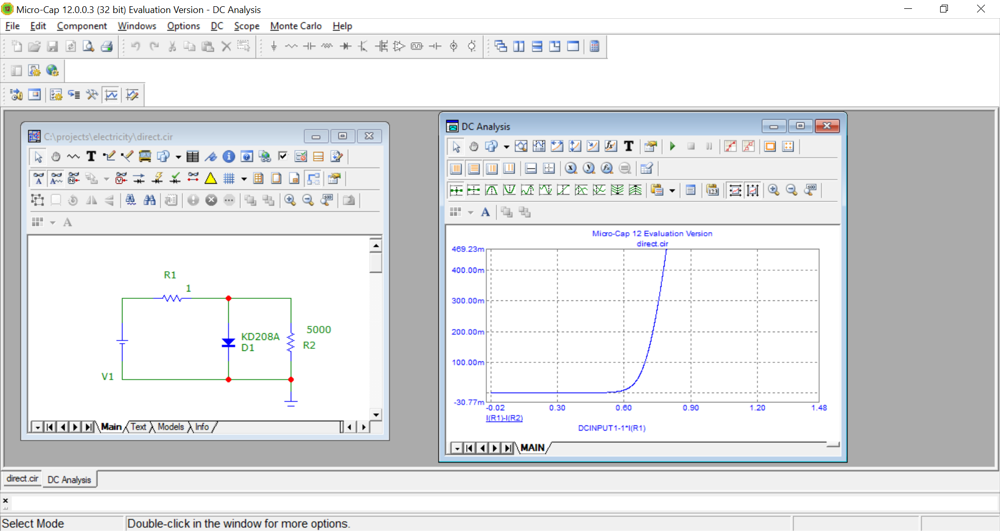 Micro-Cap 12.0.0.3 (32 bit) Evaluation Version - DC Analysis
File Edit Component Windows Options DC Scope Monte Carlo Help
C:\projects\electricity\direct.cir
R1
1
KD208A
D1
5000
R2
V1
Main Text Models Info
DC Analysis
Micro-Cap 12 Evaluation Version
direct.cir
469.23m
400.00m
300.00m
200.00m
100.00m
-30.77m
-0.02 0.30 0.60 0.90 1.20 1.48
I(R1)-I(R2)
DCINPUT1-1*I(R1)
MAIN
direct.cir DC Analysis
Select Mode Double-click in the window for more options.